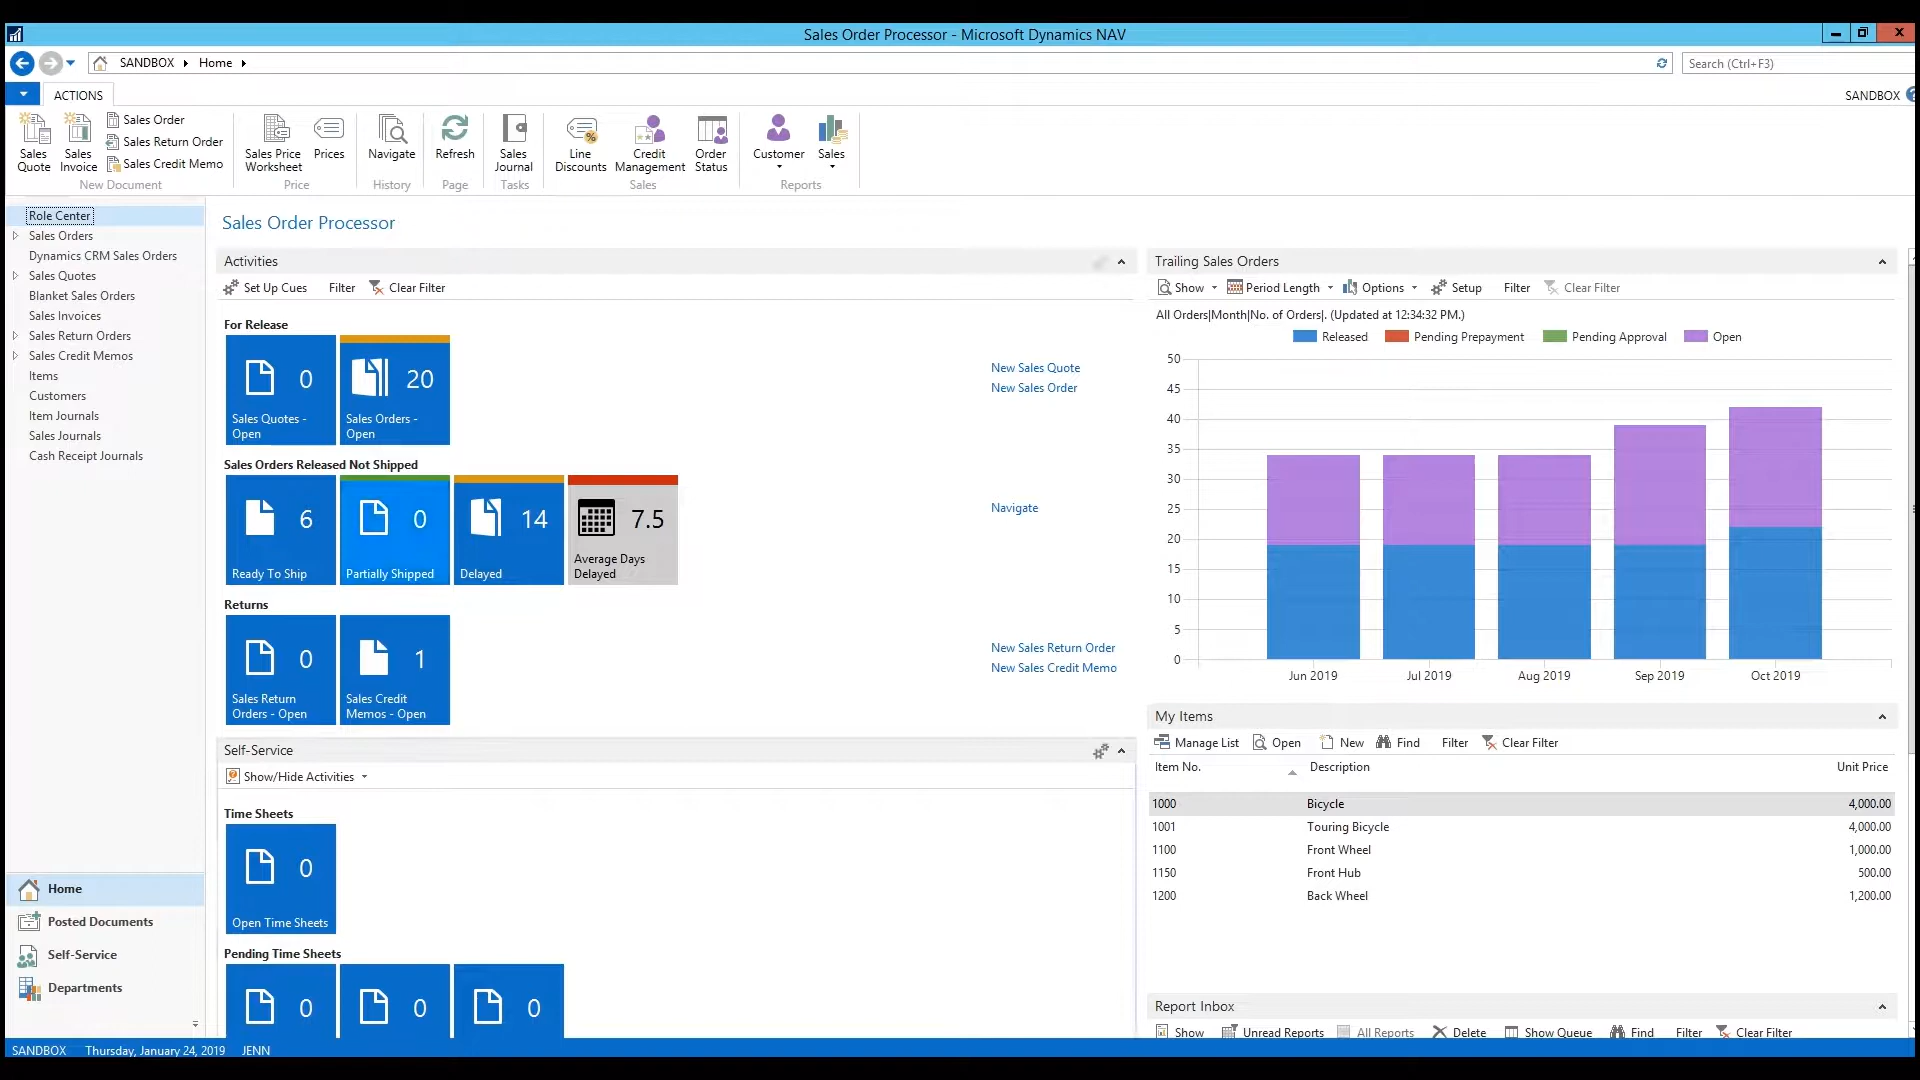 Sales Order Processor - Microsoft Dynamics NAV
SANDBOX Home
Search (Ctrl+F3)
ACTIONS
SANDBOX
Sales Quote
Sales Invoice
Sales Order
Sales Return Order
Sales Credit Memo
New Document
Sales Price Worksheet
Prices
Price
Navigate
History
Refresh
Page
Sales Journal
Tasks
Line Discounts
Credit Management
Order Status
Sales
Customer
Sales
Reports
Role Center
Sales Orders
Dynamics CRM Sales Orders
Sales Quotes
Blanket Sales Orders
Sales Invoices
Sales Return Orders
Sales Credit Memos
Items
Customers
Item Journals
Sales Journals
Cash Receipt Journals
Home
Posted Documents
Self-Service
Departments
Sales Order Processor
Activities
Set Up Cues Filter Clear Filter
For Release
0
Sales Quotes -
Open
20
Sales Orders -
Open
New Sales Quote
New Sales Order
Sales Orders Released Not Shipped
6
Ready To Ship
0
Partially Shipped
14
Delayed
7.5
Average Days
Delayed
Navigate
Returns
0
Sales Return
Orders - Open
1
Sales Credit
Memos - Open
New Sales Return Order
New Sales Credit Memo
Self-Service
Show/Hide Activities
Time Sheets
0
Open Time Sheets
Pending Time Sheets
0 0 0
Trailing Sales Orders
Show Period Length Options Setup Filter Clear Filter
All Orders|Month|No. of Orders|. (Updated at 12:34:32 PM.)
Released Pending Prepayment Pending Approval Open
50
45
40
35
30
25
20
15
10
5
0
Jun 2019 Jul 2019 Aug 2019 Sep 2019 Oct 2019
My Items
Manage List Open New Find Filter Clear Filter
Item No. Description Unit Price
1000 Bicycle 4,000.00
1001 Touring Bicycle 4,000.00
1100 Front Wheel 1,000.00
1150 Front Hub 500.00
1200 Back Wheel 1,200.00
Report Inbox
Show Unread Reports All Reports Delete Show Queue Find Filter Clear Filter
SANDBOX Thursday, January 24, 2019 JENN